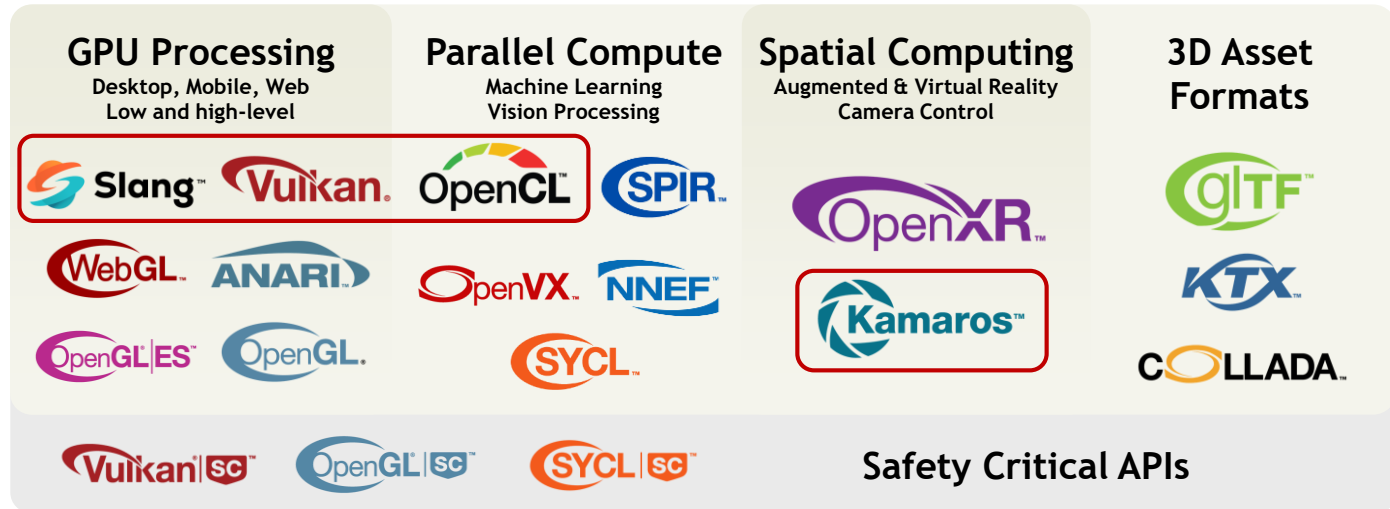 GPU Processing
Desktop, Mobile, Web
Low and high-level
Parallel Compute
Machine Learning
Vision Processing
Spatial Computing
Augmented & Virtual Reality
Camera Control
3D Asset
Formats
Slang™
Vulkan®
OpenCL™
SPIR™
WebGL™
ANARI™
OpenVX™
NNEF™
OpenGL®|ES™
OpenGL®
SYCL™
OpenXR™
Kamaros™
glTF™
KTX™
COLLADA™
Vulkan®|SC™
OpenGL®|SC™
SYCL|SC™
Safety Critical APIs